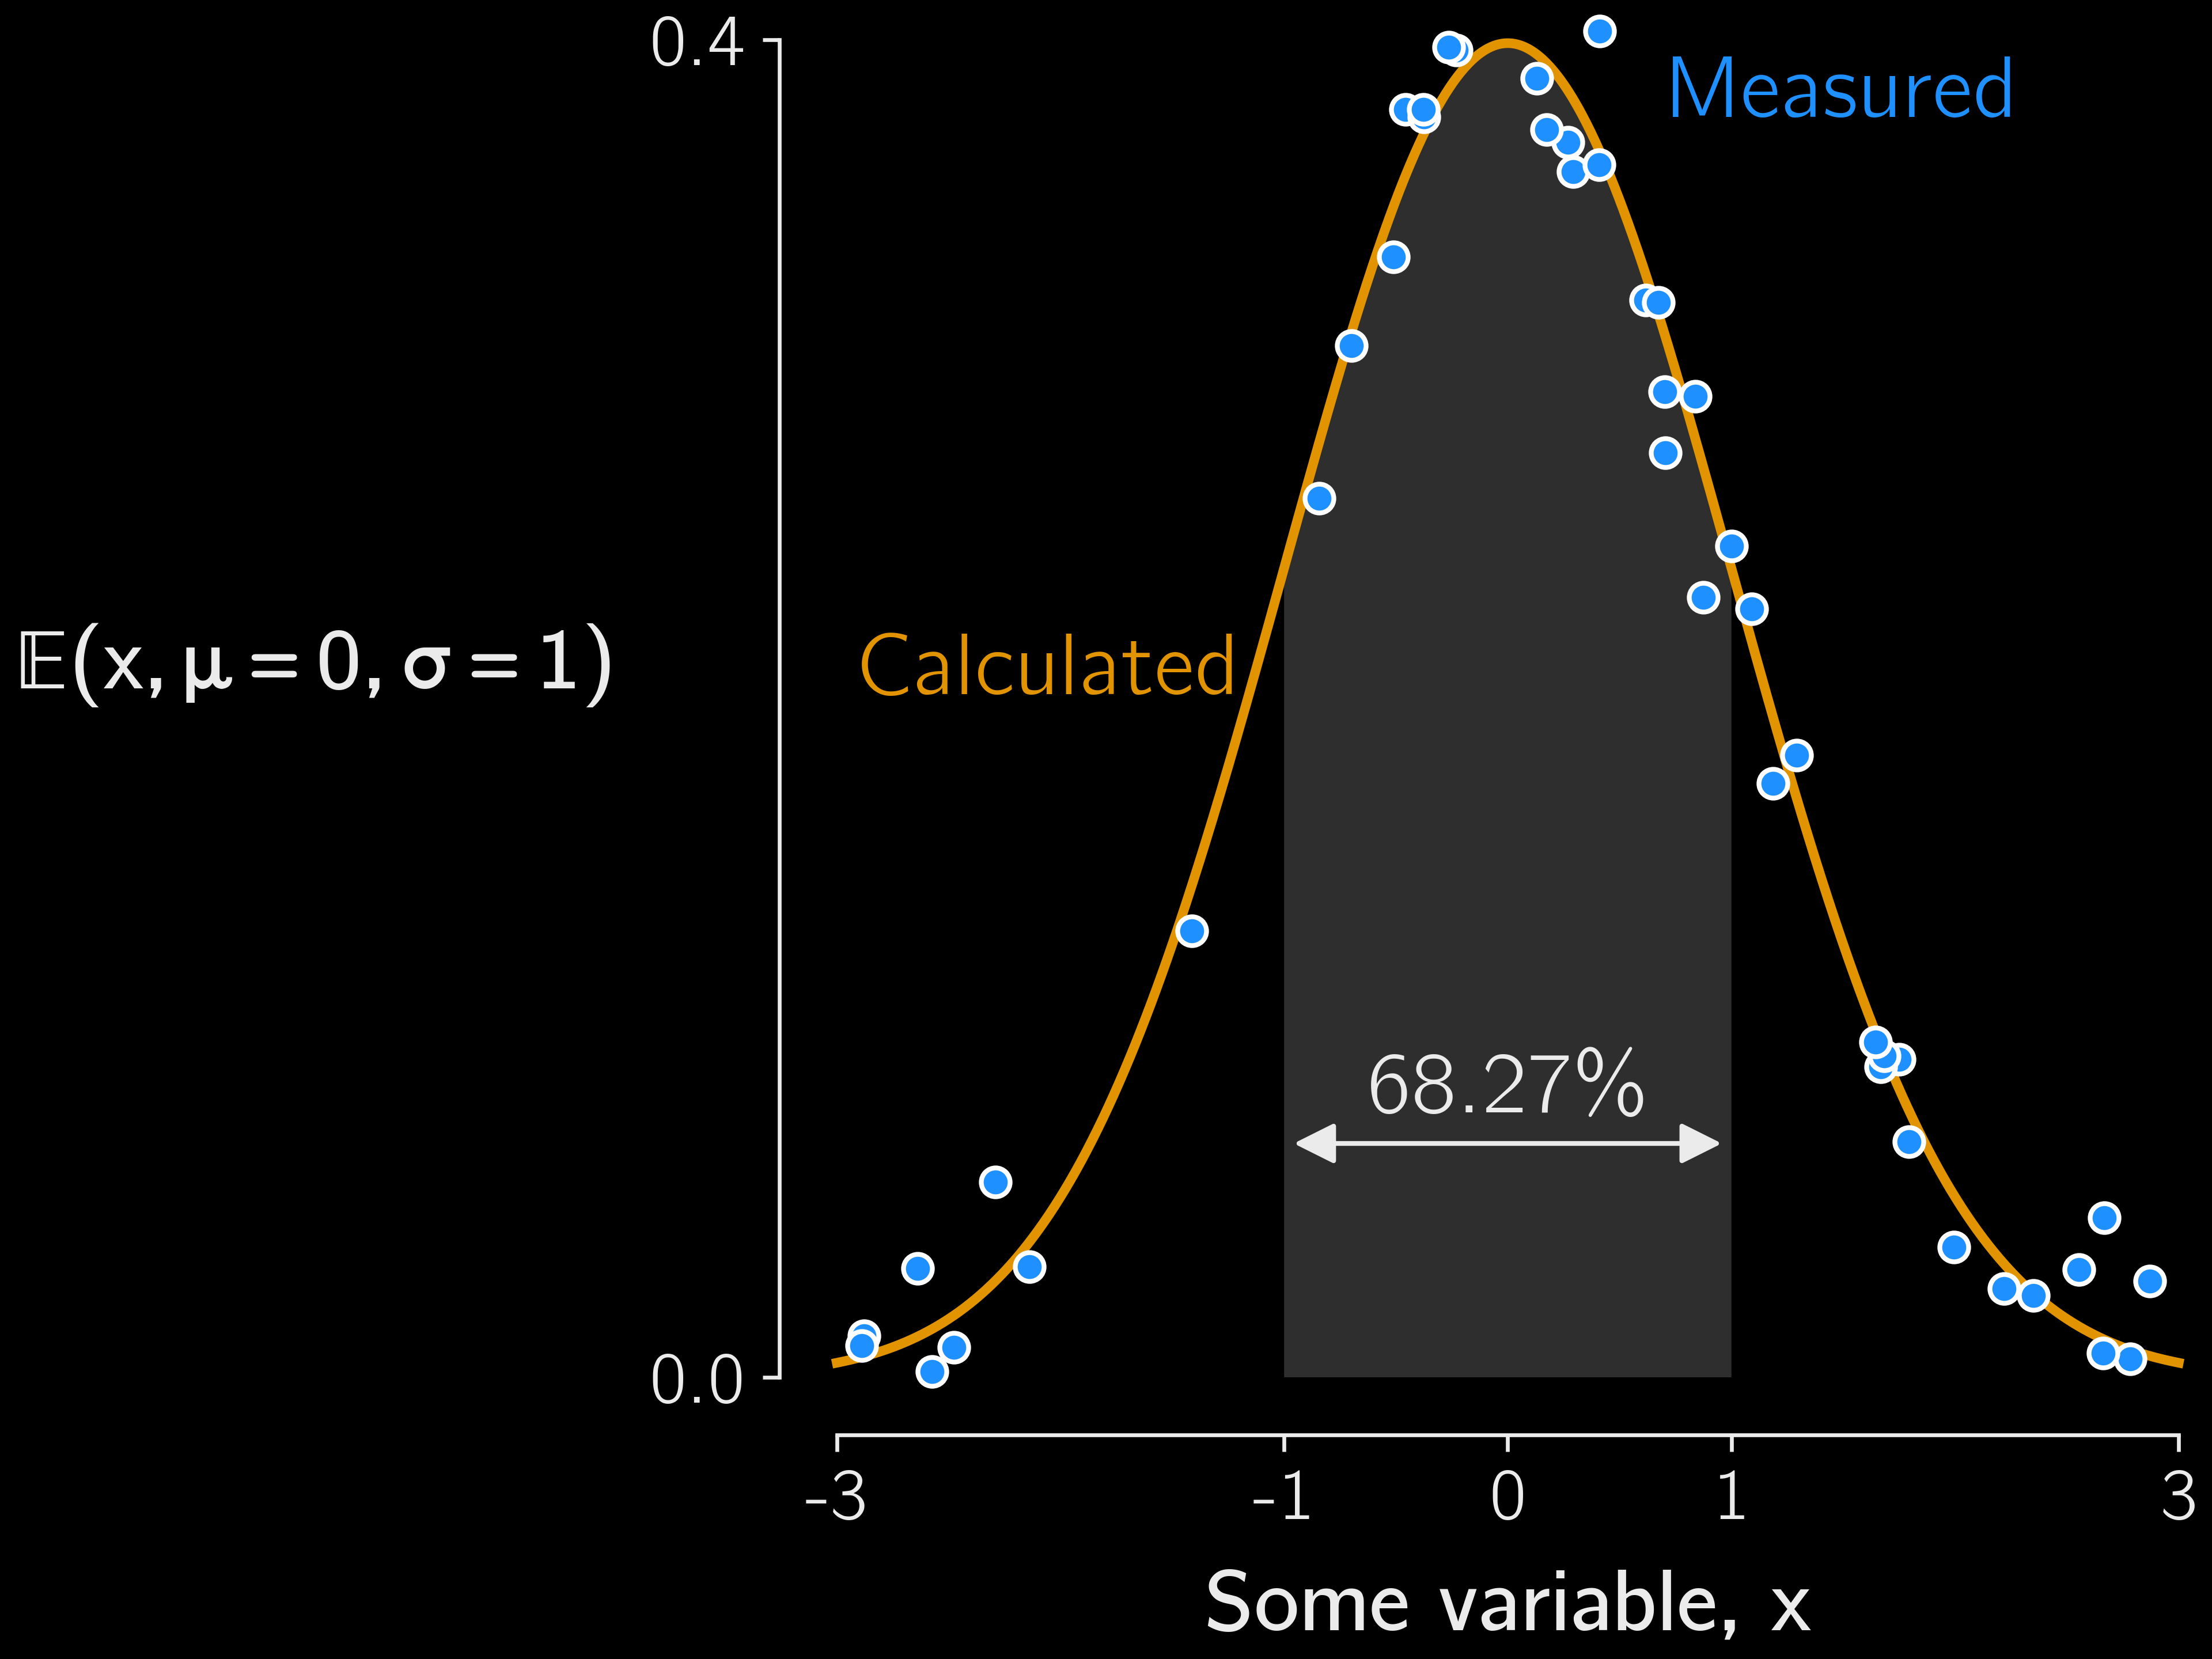 0.4
Measured
𝔼(x, μ = 0, σ = 1)
Calculated
68.27%
0.0
-3 -1 0 1 3
Some variable, x